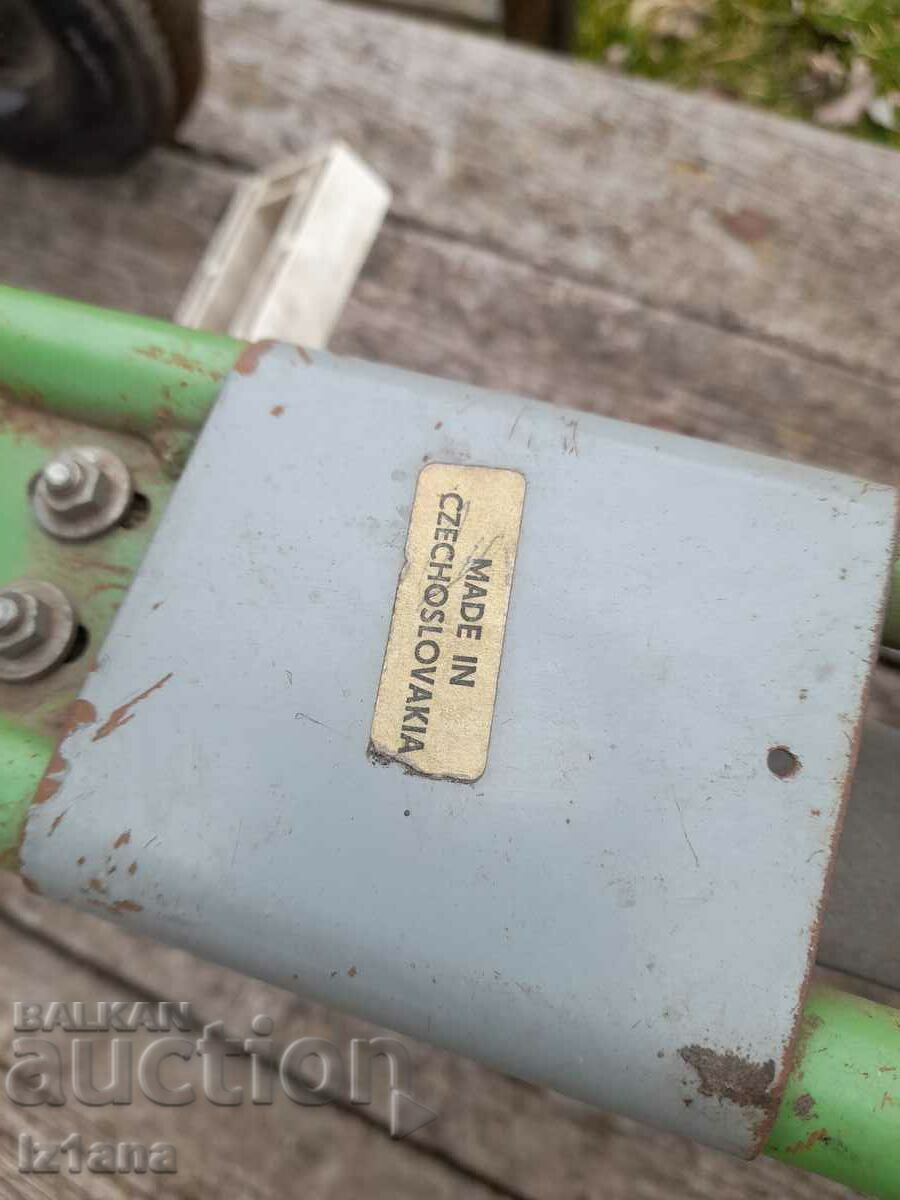 MADE IN
CZECHOSLOVAKIA
BALKAN
auction
iz1ana